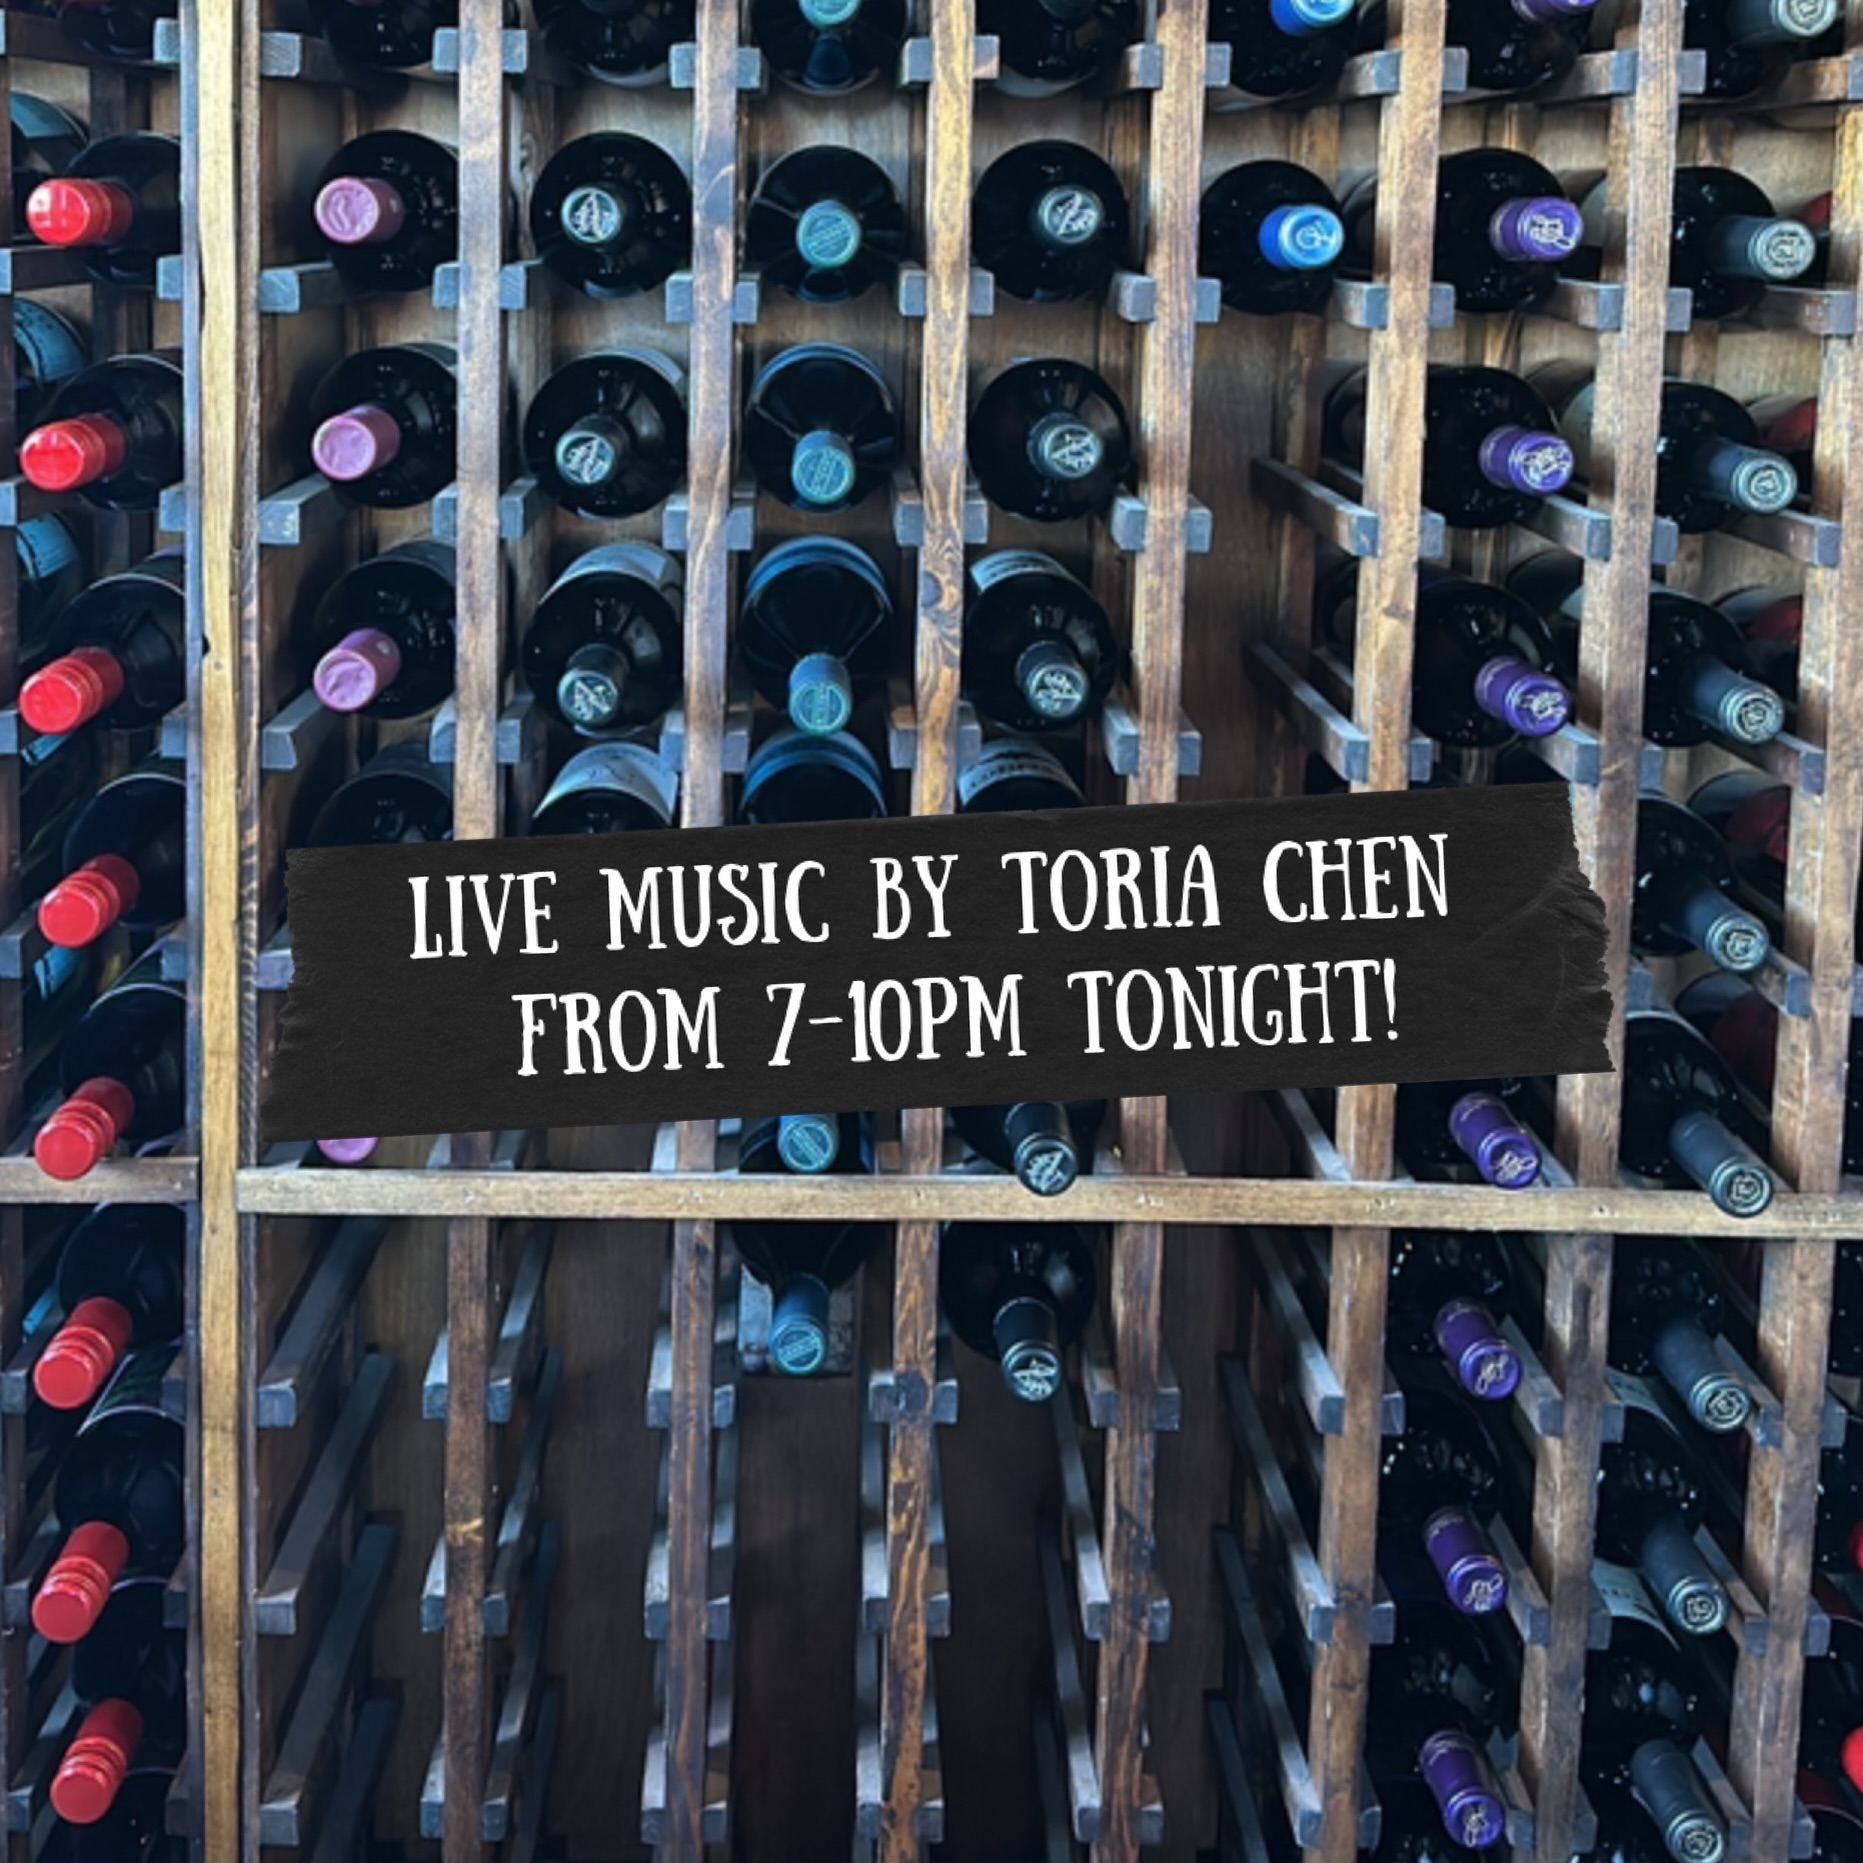 LIVE MUSIC BY TORIA CHEN
FROM 7-10PM TONIGHT!